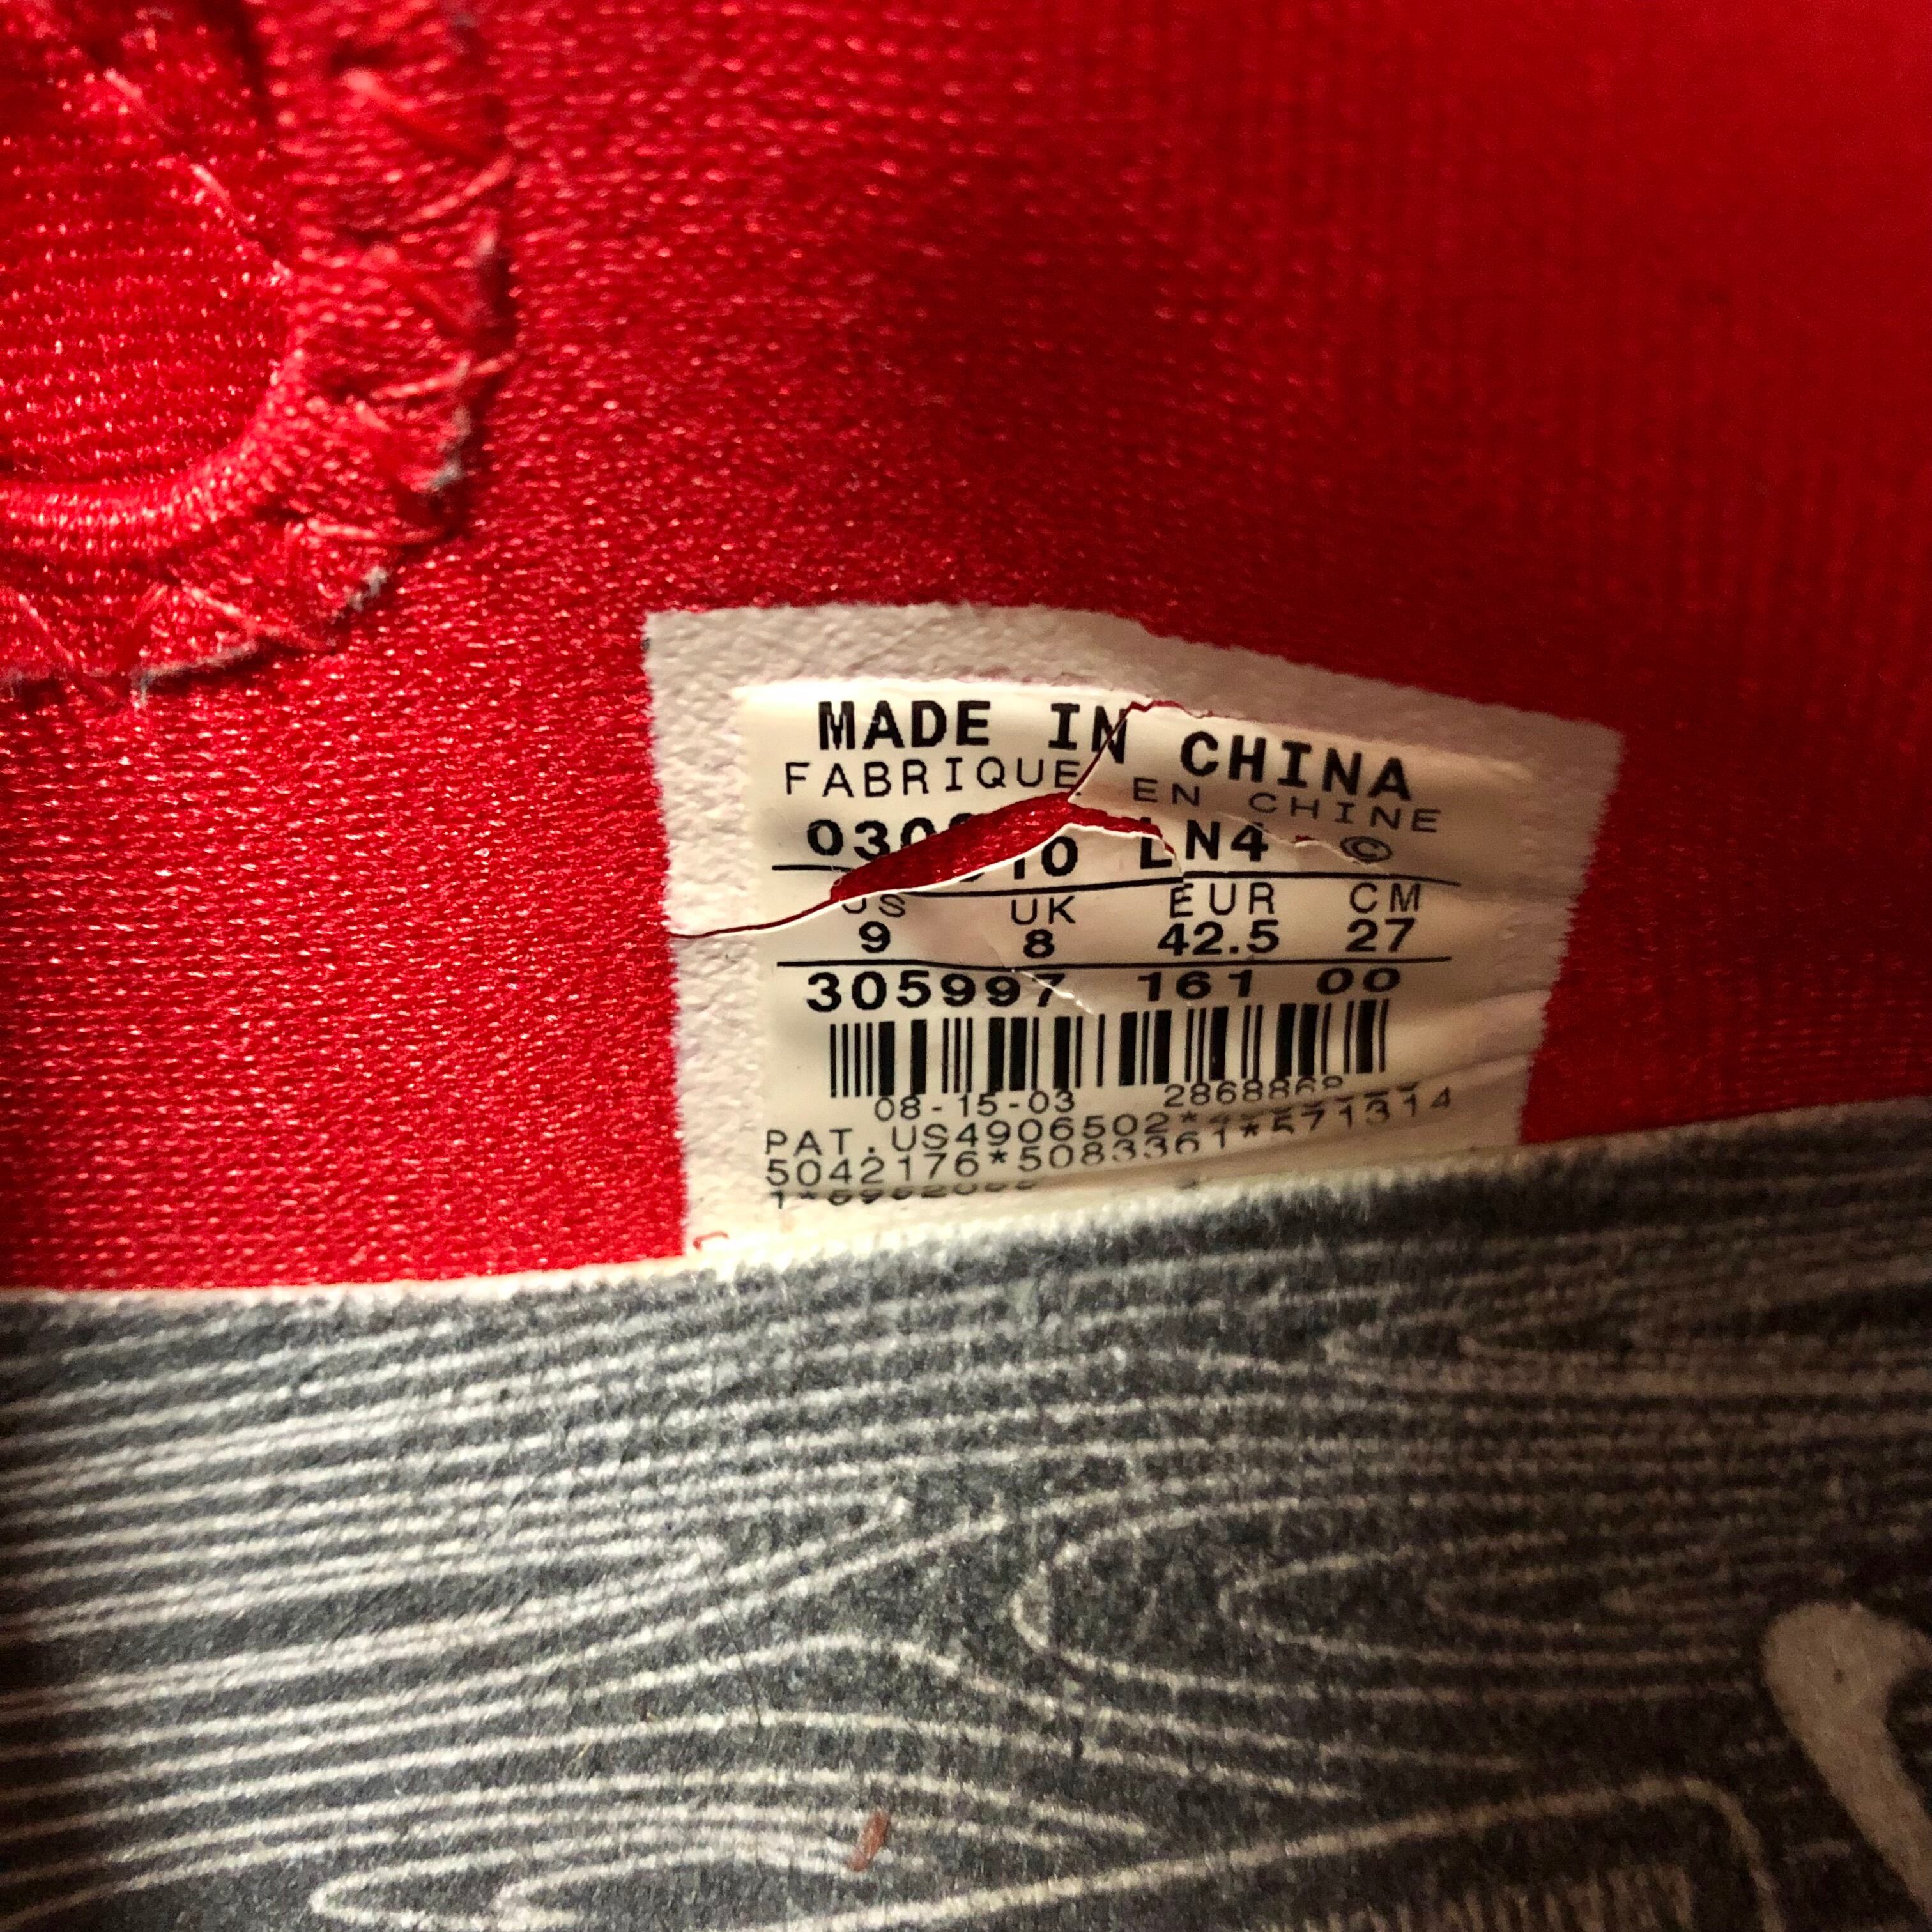 MADE IN CHINA
FABRIQUE EN CHINE
LN4 ©
US UK EUR CM
9 8 42.5 27
305997 161 00
08-15-03
PAT.US4906502*
5042176*5083361*571314